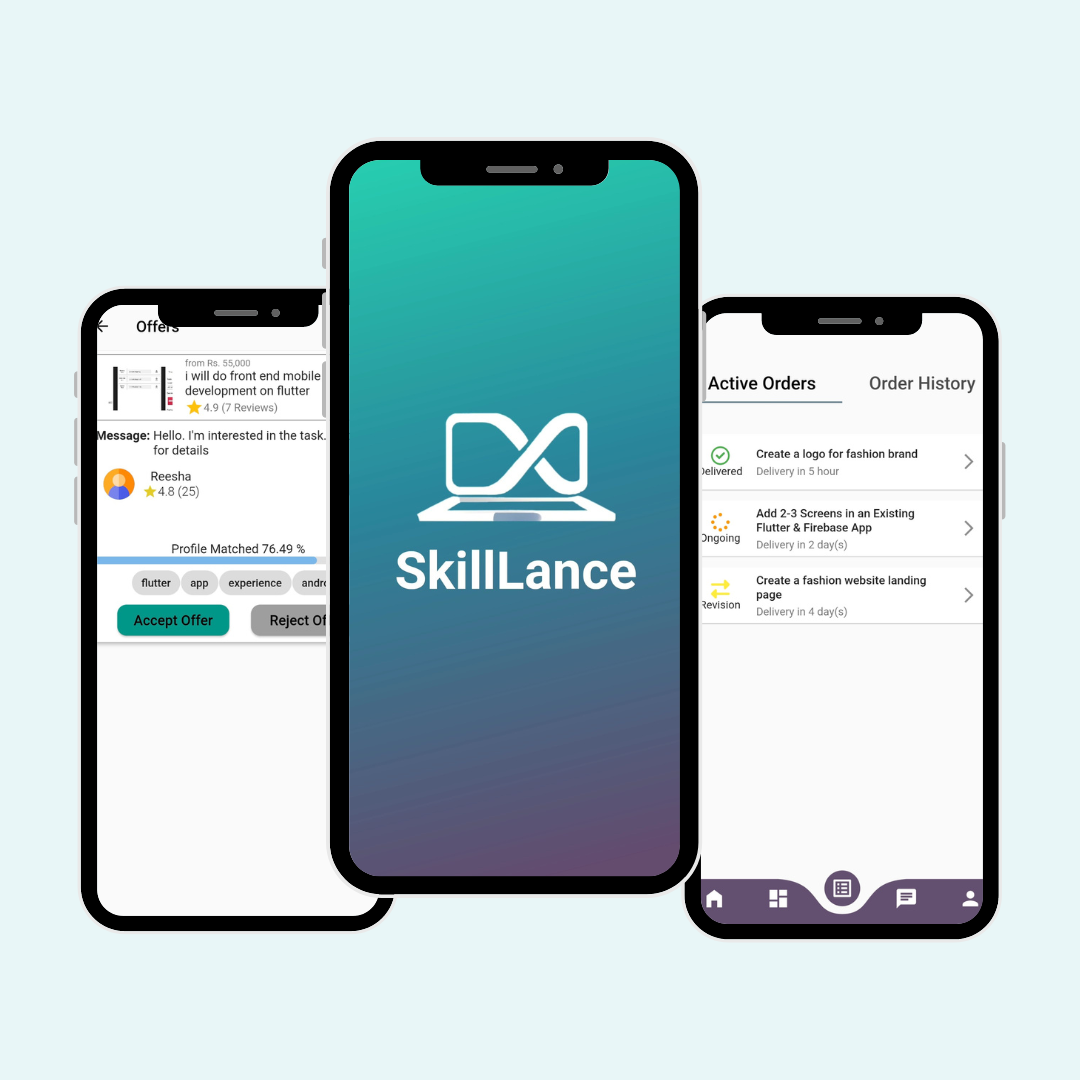 Offers
from Rs. 55,000
i will do front end mobile
development on flutter
4.9 (7 Reviews)
Message: Hello. I'm interested in the task.
for details
Reesha
4.8 (25)
Profile Matched 76.49 %
flutter
app
experience
andro
Accept Offer
Reject Of
SkillLance
Active Orders
Order History
Delivered
Create a logo for fashion brand
Delivery in 5 hour
Ongoing
Add 2-3 Screens in an Existing
Flutter & Firebase App
Delivery in 2 day(s)
Revision
Create a fashion website landing
page
Delivery in 4 day(s)